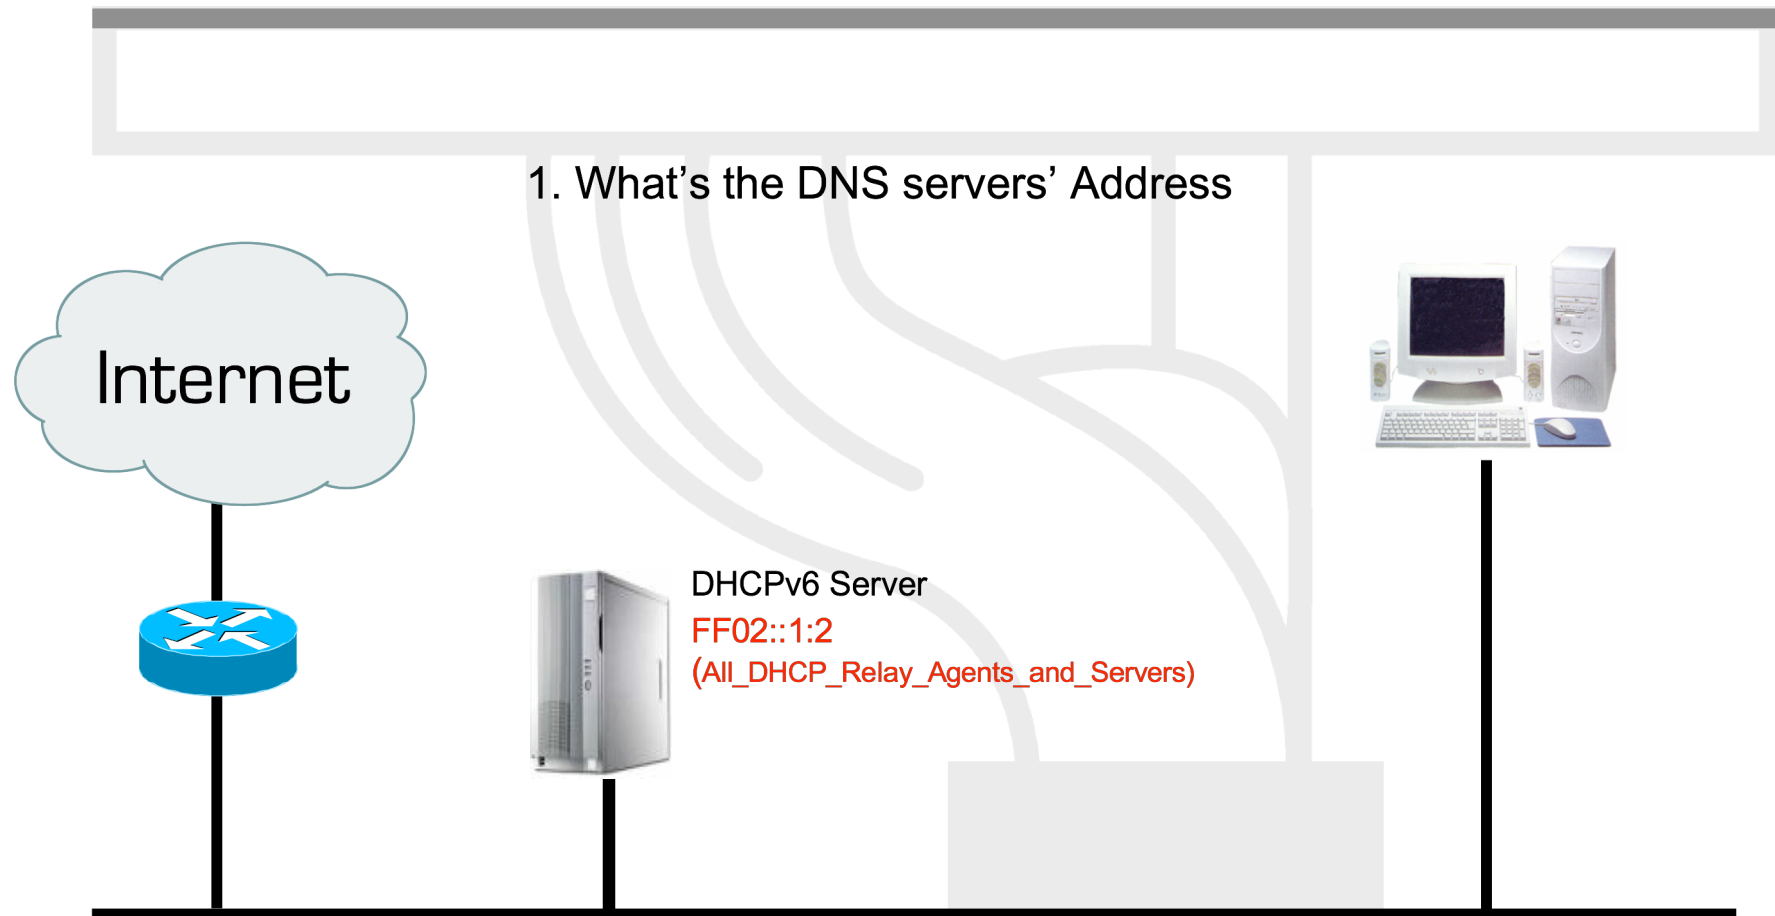 1. What’s the DNS servers’ Address
Internet
DHCPv6 Server
FF02::1:2
(All_DHCP_Relay_Agents_and_Servers)